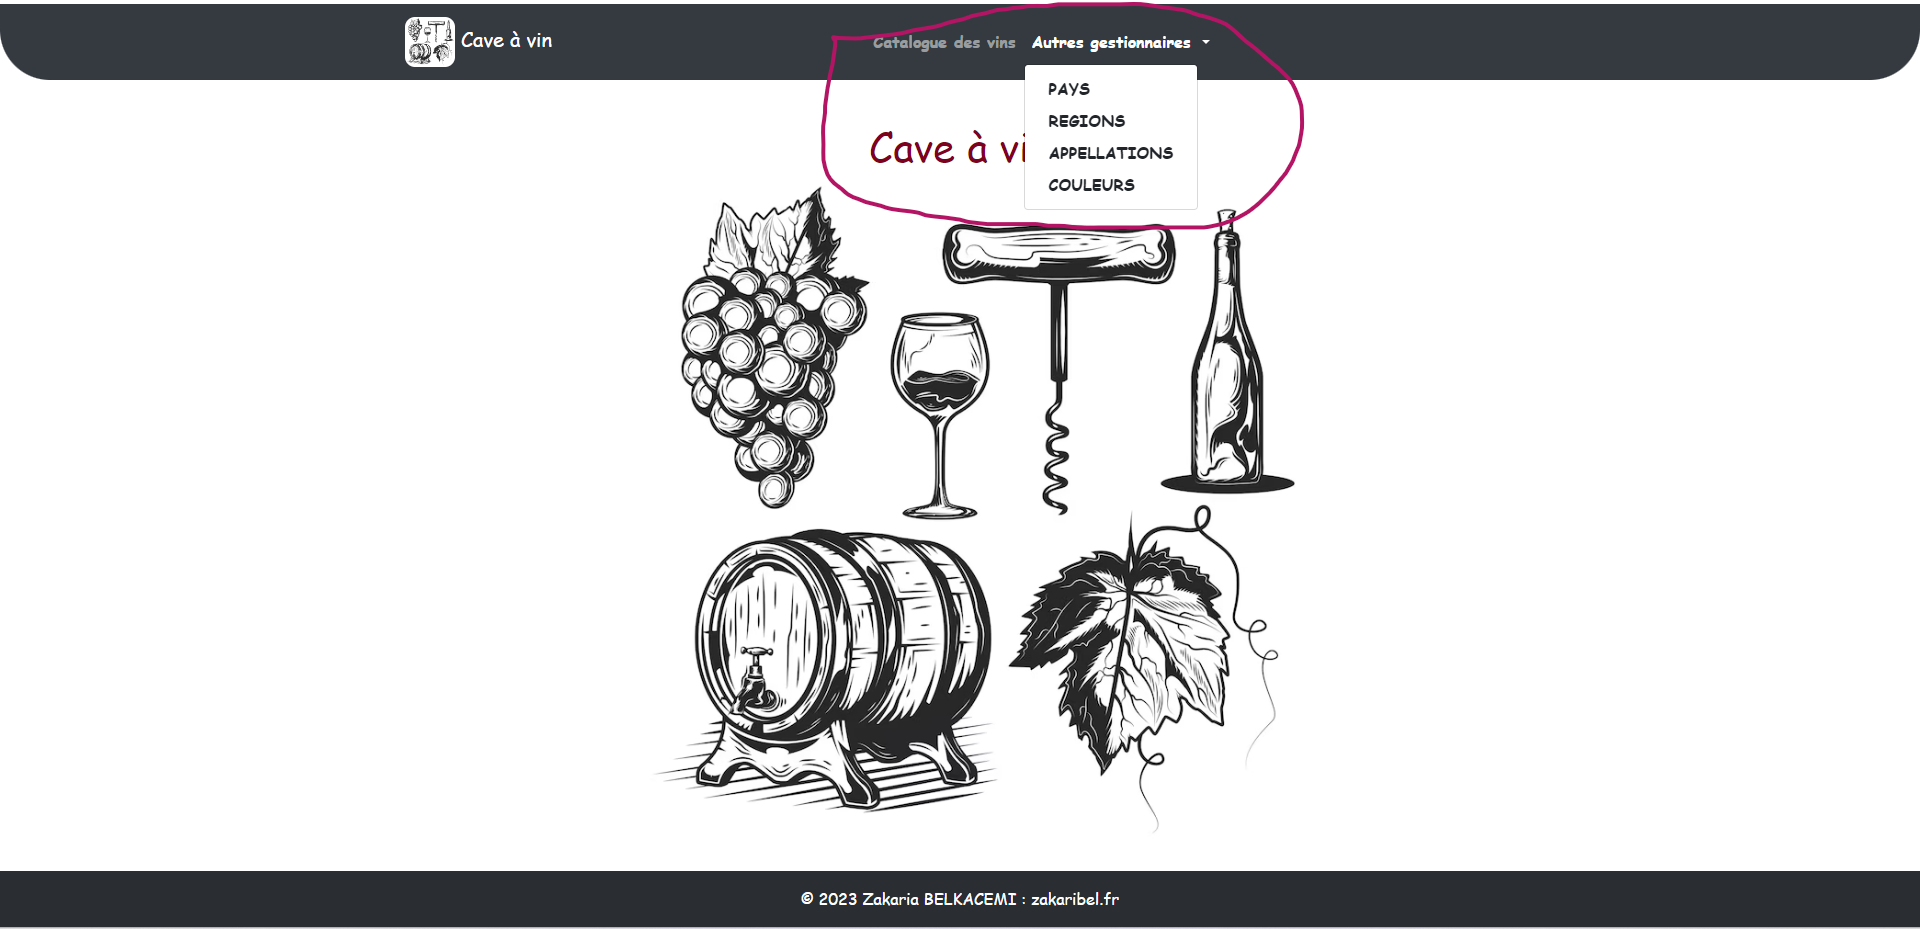 Cave à vin
Catalogue des vins
Autres gestionnaires
PAYS
REGIONS
APPELLATIONS
COULEURS
Cave à vi
© 2023 Zakaria BELKACEMI : zakaribel.fr